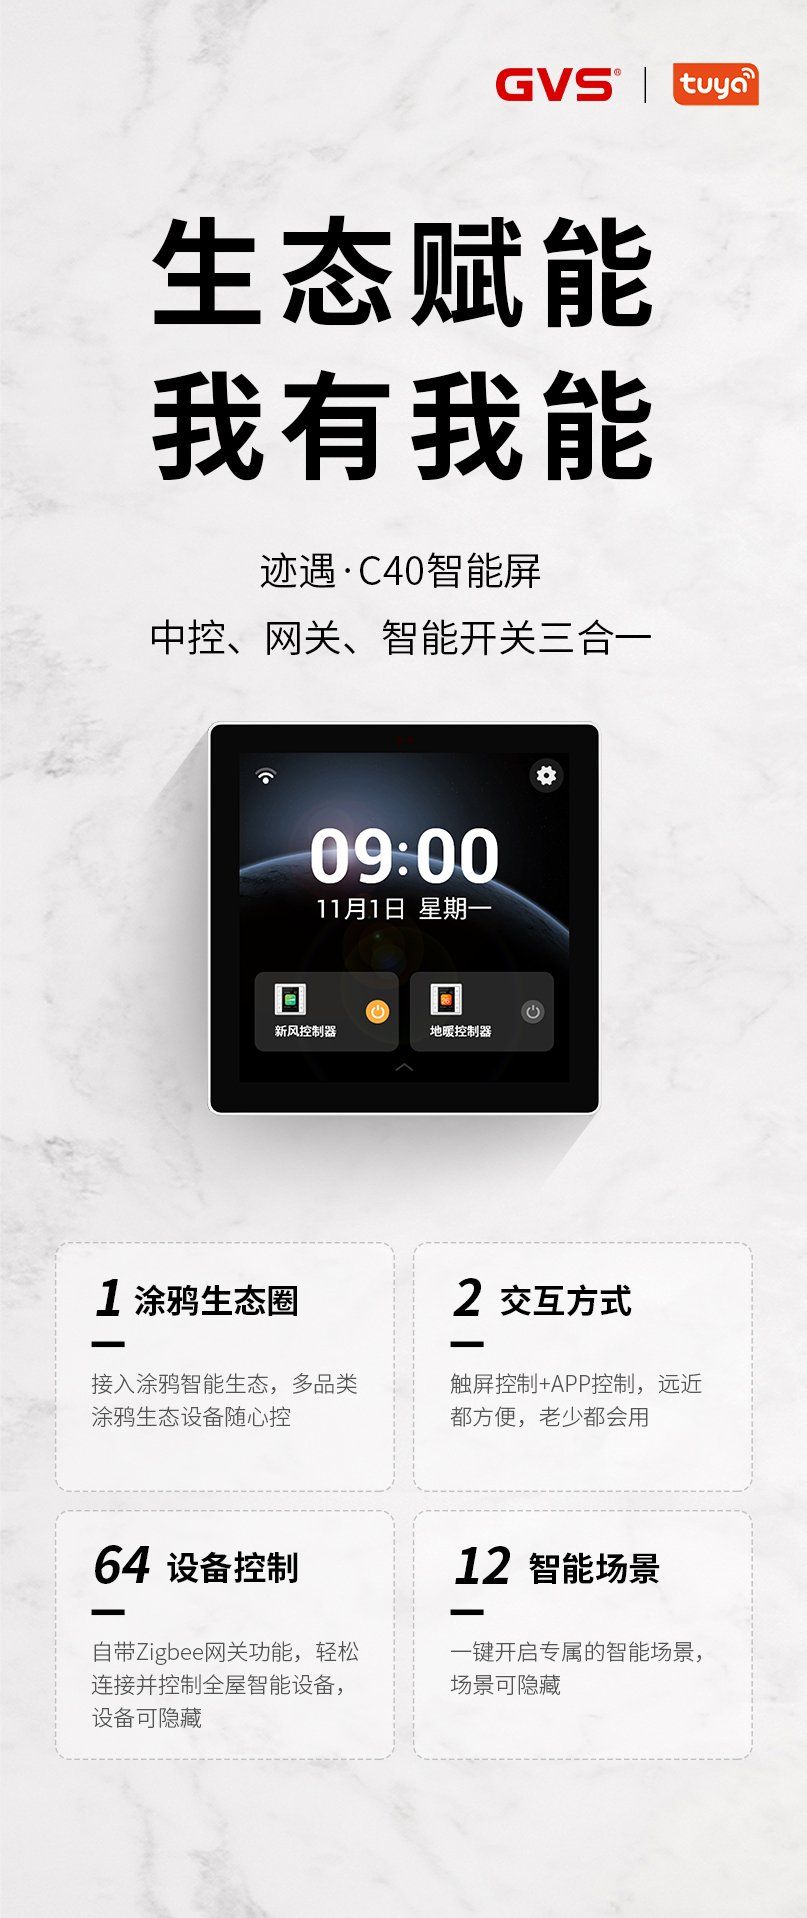 GVS® | tuya
生态赋能
我有我能
迹遇·C40智能屏
中控、网关、智能开关三合一
09:00
11月1日 星期一
新风控制器
地暖控制器
1 涂鸦生态圈
接入涂鸦智能生态，多品类
涂鸦生态设备随心控
2 交互方式
触屏控制+APP控制，远近
都方便，老少都会用
64 设备控制
自带Zigbee网关功能，轻松
连接并控制全屋智能设备，
设备可隐藏
12 智能场景
一键开启专属的智能场景，
场景可隐藏